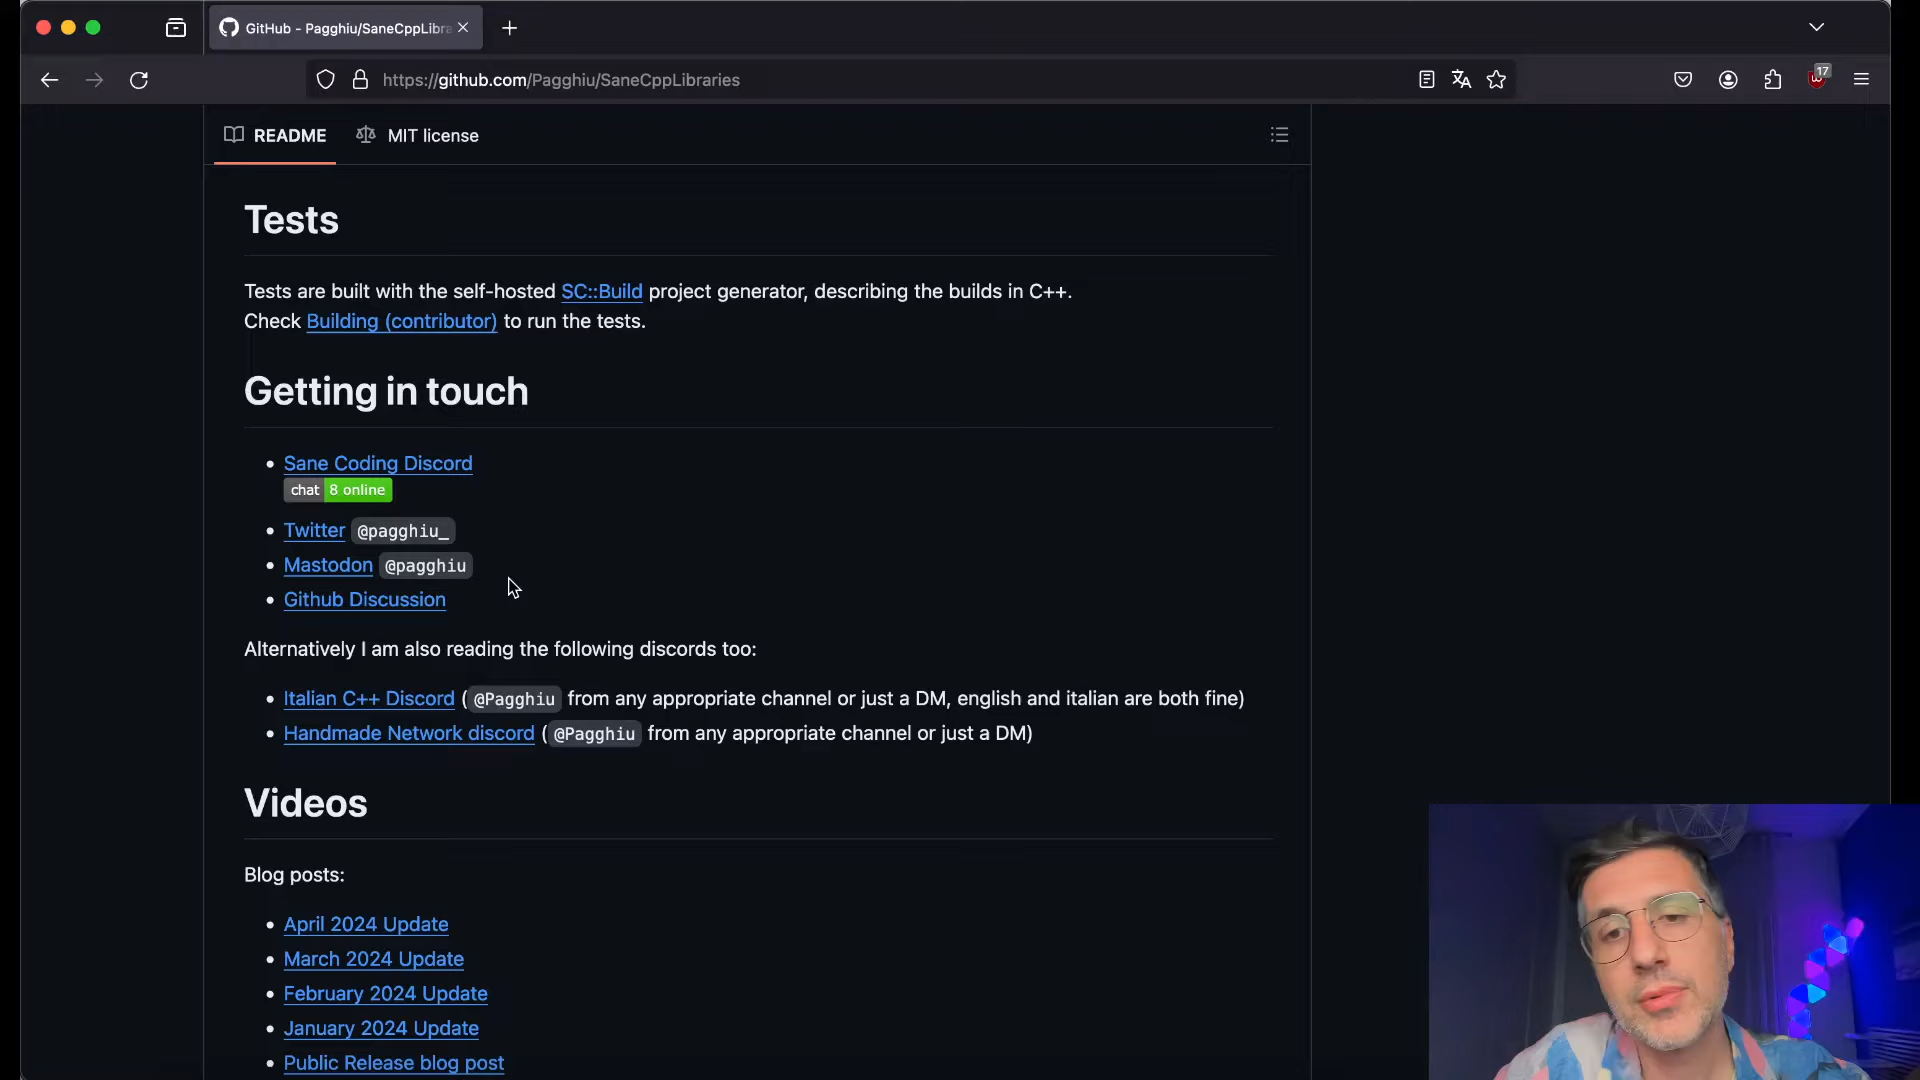 GitHub - Pagghiu/SaneCppLibra
https://github.com/Pagghiu/SaneCppLibraries
17
README
MIT license
Tests
Tests are built with the self-hosted SC::Build project generator, describing the builds in C++.
Check Building (contributor) to run the tests.
Getting in touch
Sane Coding Discord
chat 8 online
Twitter @pagghiu_
Mastodon @pagghiu
Github Discussion
Alternatively I am also reading the following discords too:
Italian C++ Discord (@Pagghiu from any appropriate channel or just a DM, english and italian are both fine)
Handmade Network discord (@Pagghiu from any appropriate channel or just a DM)
Videos
Blog posts:
April 2024 Update
March 2024 Update
February 2024 Update
January 2024 Update
Public Release blog post